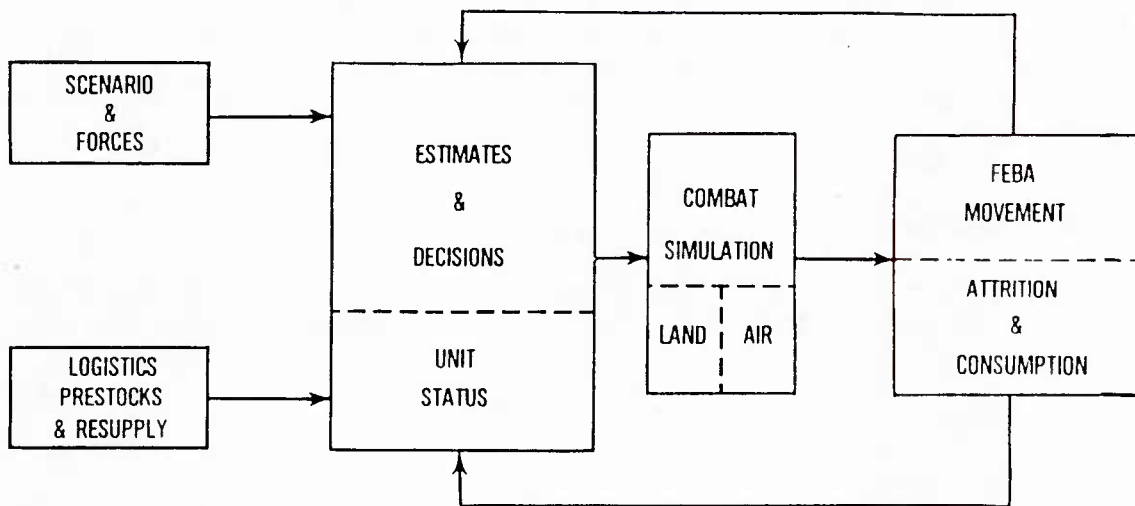 SCENARIO
&
FORCES
LOGISTICS
PRESTOCKS
& RESUPPLY
ESTIMATES
&
DECISIONS
UNIT
STATUS
COMBAT
SIMULATION
LAND
AIR
FEBA
MOVEMENT
ATTRITION
&
CONSUMPTION